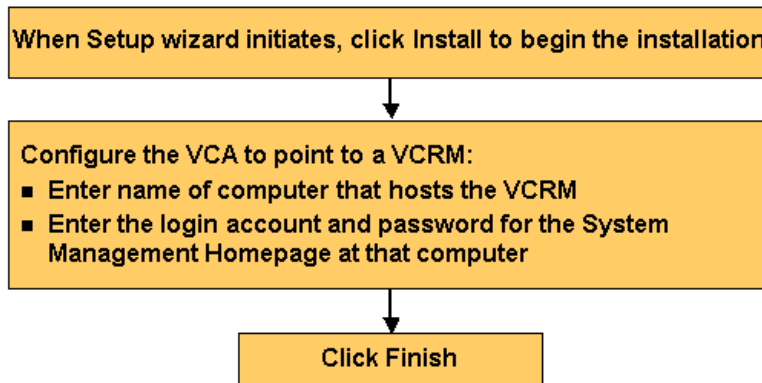 When Setup wizard initiates, click Install to begin the installation
Configure the VCA to point to a VCRM:
■ Enter name of computer that hosts the VCRM
■ Enter the login account and password for the System
Management Homepage at that computer
Click Finish